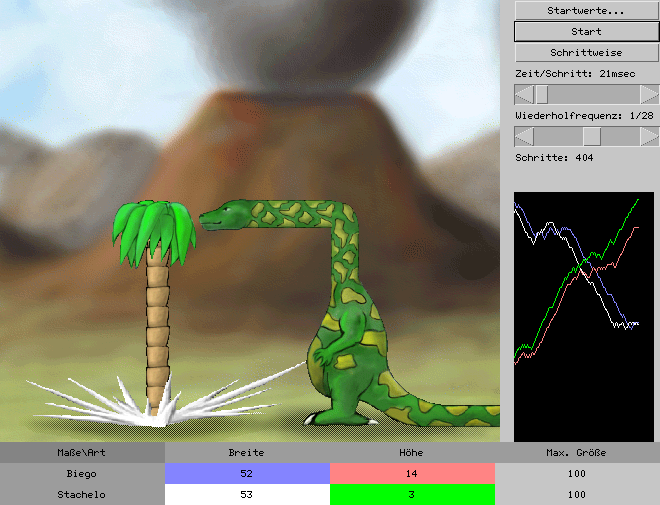 Startwerte...
Start
Schrittweise
Zeit/Schritt: 21msec
Wiederholfrequenz: 1/28
Schritte: 404
Maße\Art Breite Höhe Max. Größe
Biego 52 14 100
Stachelo 53 3 100